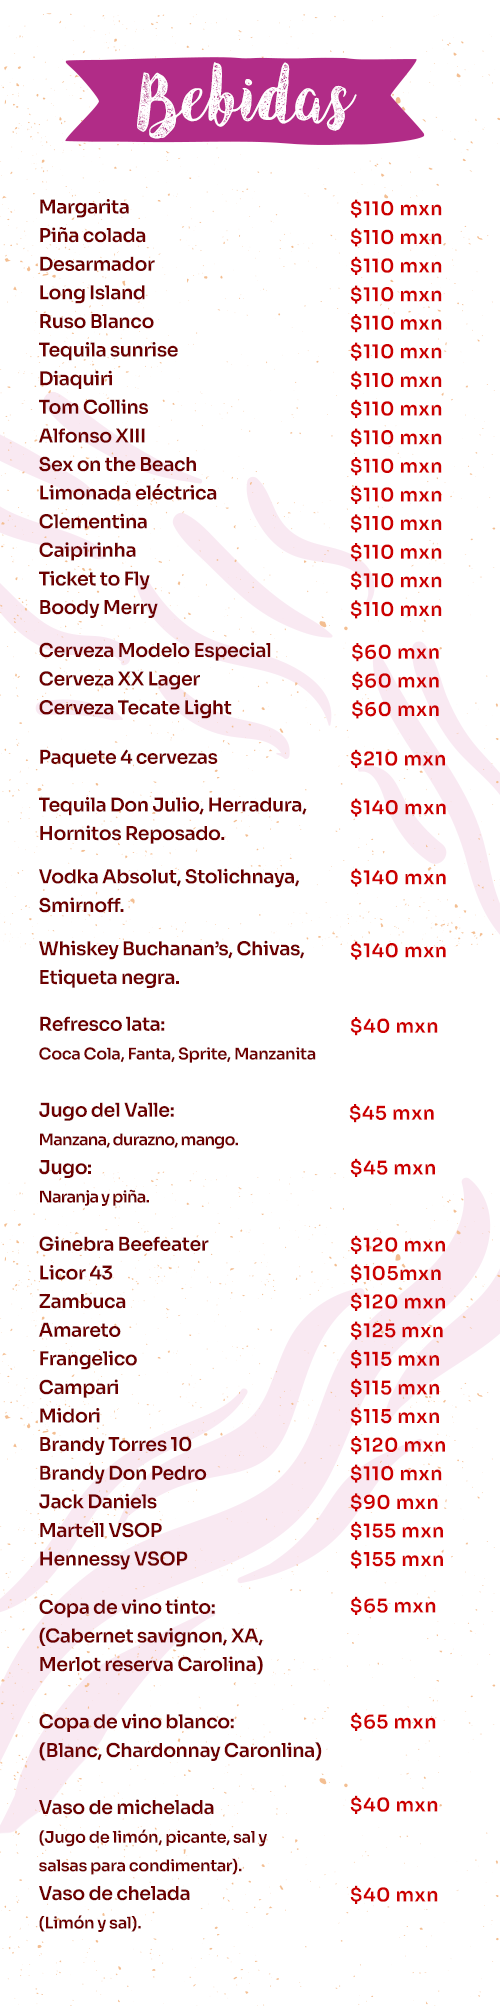 Bebidas
Margarita $110 mxn
Piña colada $110 mxn
Desarmador $110 mxn
Long Island $110 mxn
Ruso Blanco $110 mxn
Tequila sunrise $110 mxn
Diaquiri $110 mxn
Tom Collins $110 mxn
Alfonso XIII $110 mxn
Sex on the Beach $110 mxn
Limonada eléctrica $110 mxn
Clementina $110 mxn
Caipirinha $110 mxn
Ticket to Fly $110 mxn
Boody Merry $110 mxn
Cerveza Modelo Especial $60 mxn
Cerveza XX Lager $60 mxn
Cerveza Tecate Light $60 mxn
Paquete 4 cervezas $210 mxn
Tequila Don Julio, Herradura, $140 mxn
Hornitos Reposado.
Vodka Absolut, Stolichnaya, $140 mxn
Smirnoff.
Whiskey Buchanan's, Chivas, $140 mxn
Etiqueta negra.
Refresco lata: $40 mxn
Coca Cola, Fanta, Sprite, Manzanita
Jugo del Valle: $45 mxn
Manzana, durazno, mango.
Jugo: $45 mxn
Naranja y piña.
Ginebra Beefeater $120 mxn
Licor 43 $105mxn
Zambuca $120 mxn
Amareto $125 mxn
Frangelico $115 mxn
Campari $115 mxn
Midori $115 mxn
Brandy Torres 10 $120 mxn
Brandy Don Pedro $110 mxn
Jack Daniels $90 mxn
Martell VSOP $155 mxn
Hennessy VSOP $155 mxn
Copa de vino tinto: $65 mxn
(Cabernet savignon, XA,
Merlot reserva Carolina)
Copa de vino blanco: $65 mxn
(Blanc, Chardonnay Caronlina)
Vaso de michelada $40 mxn
(Jugo de limón, picante, sal y
salsas para condimentar).
Vaso de chelada $40 mxn
(Limón y sal).